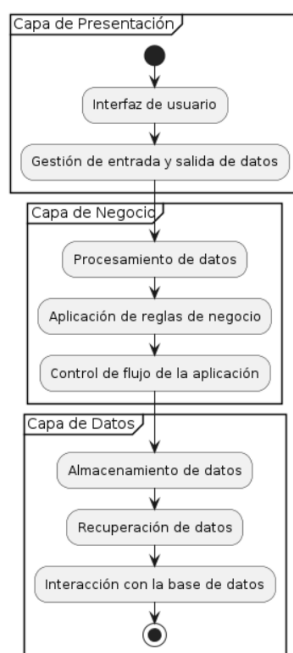 Capa de Presentación
Interfaz de usuario
Gestión de entrada y salida de datos
Capa de Negocio
Procesamiento de datos
Aplicación de reglas de negocio
Control de flujo de la aplicación
Capa de Datos
Almacenamiento de datos
Recuperación de datos
Interacción con la base de datos